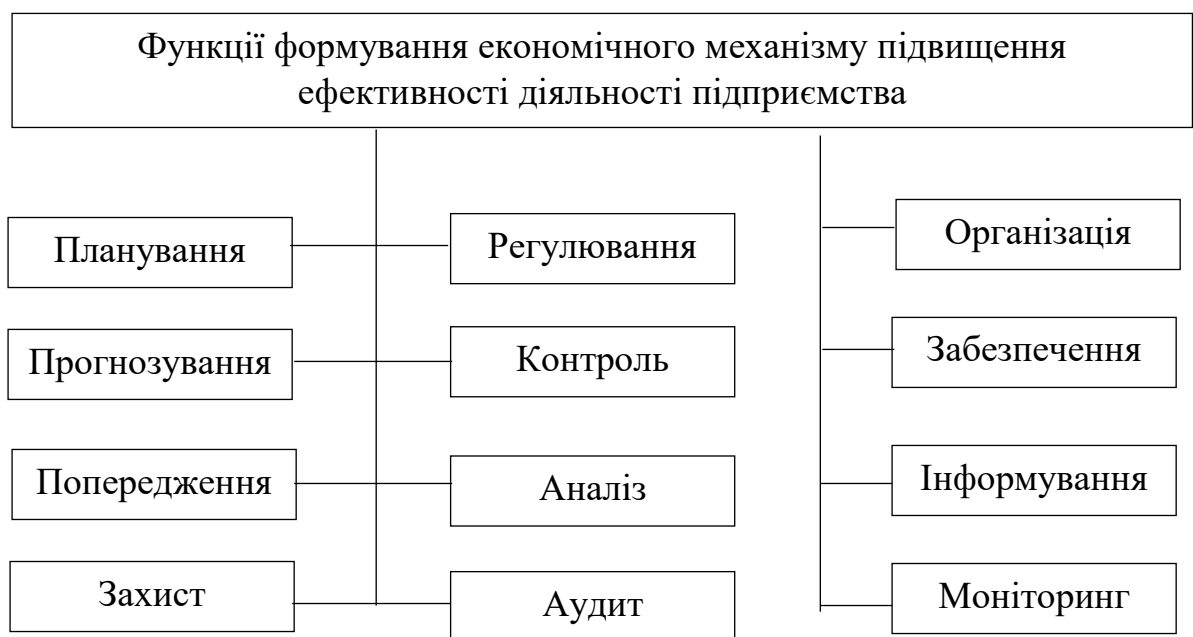 Функції формування економічного механізму підвищення
ефективності діяльності підприємства
Планування
Регулювання
Організація
Прогнозування
Контроль
Забезпечення
Попередження
Аналіз
Інформування
Захист
Аудит
Моніторинг